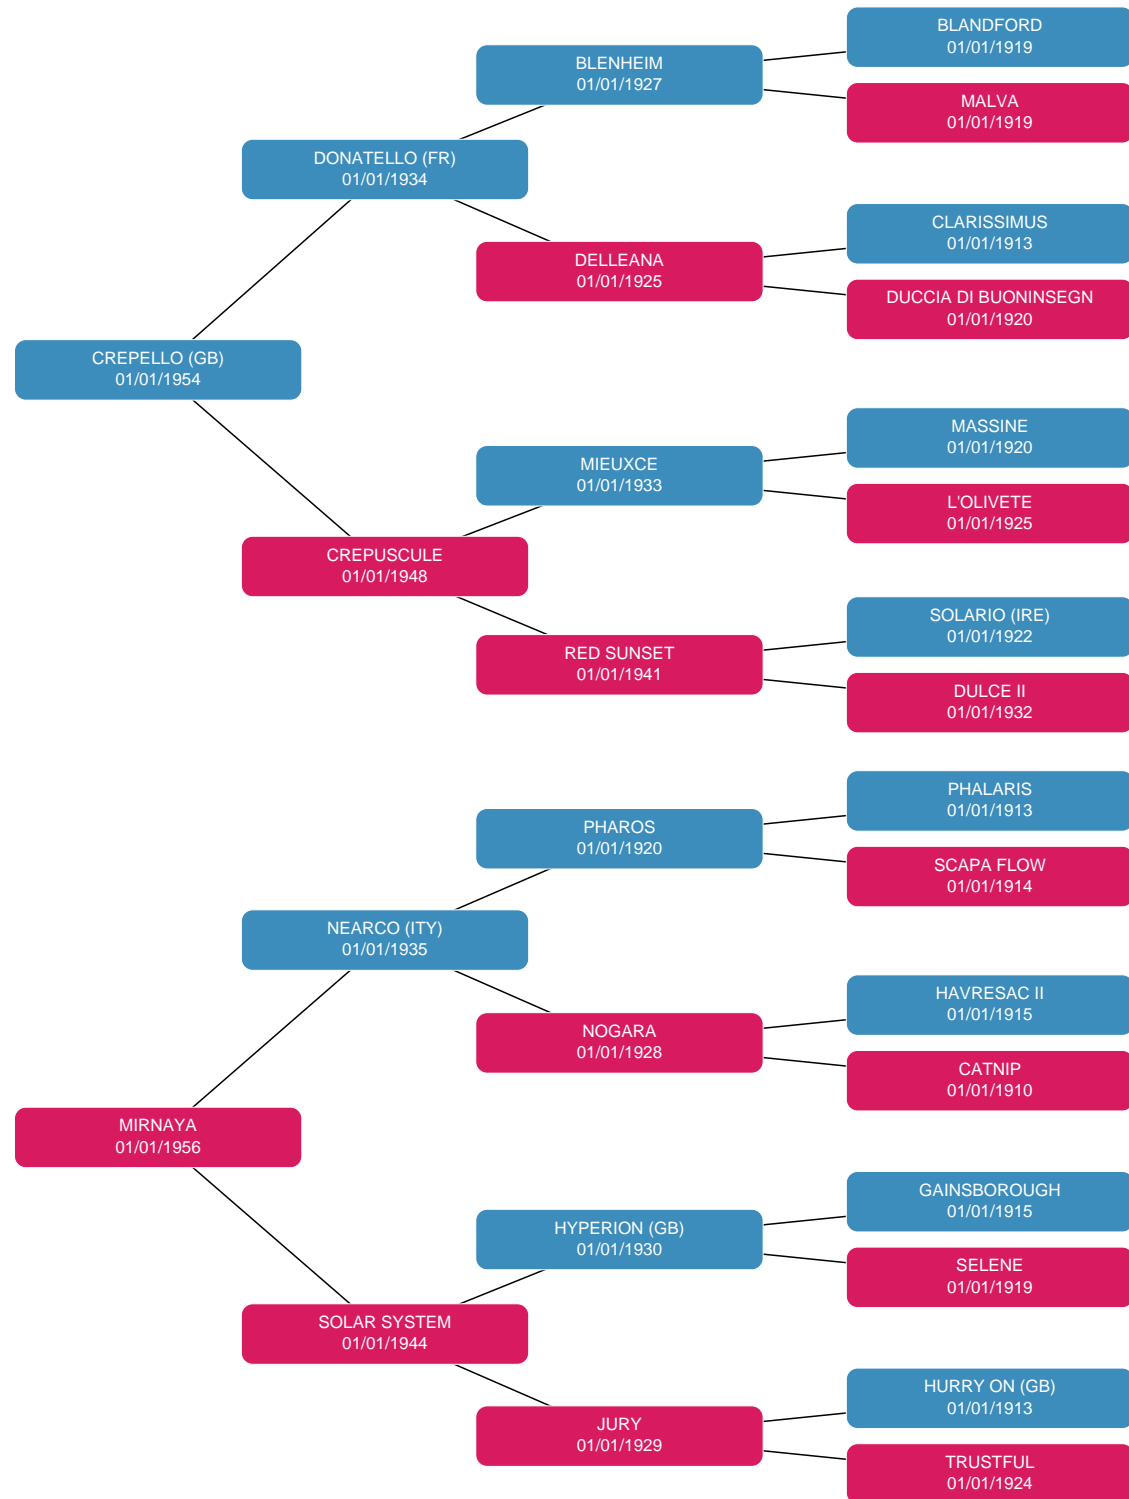 BLANDFORD
01/01/1919
BLENHEIM
01/01/1927
MALVA
01/01/1919
DONATELLO (FR)
01/01/1934
CLARISSIMUS
01/01/1913
DELLEANA
01/01/1925
DUCCIA DI BUONINSEGN
01/01/1920
CREPELLO (GB)
01/01/1954
MASSINE
01/01/1920
MIEUXCE
01/01/1933
L'OLIVETE
01/01/1925
CREPUSCULE
01/01/1948
SOLARIO (IRE)
01/01/1922
RED SUNSET
01/01/1941
DULCE II
01/01/1932
PHALARIS
01/01/1913
PHAROS
01/01/1920
SCAPA FLOW
01/01/1914
NEARCO (ITY)
01/01/1935
HAVRESAC II
01/01/1915
NOGARA
01/01/1928
CATNIP
01/01/1910
MIRNAYA
01/01/1956
GAINSBOROUGH
01/01/1915
HYPERION (GB)
01/01/1930
SELENE
01/01/1919
SOLAR SYSTEM
01/01/1944
HURRY ON (GB)
01/01/1913
JURY
01/01/1929
TRUSTFUL
01/01/1924